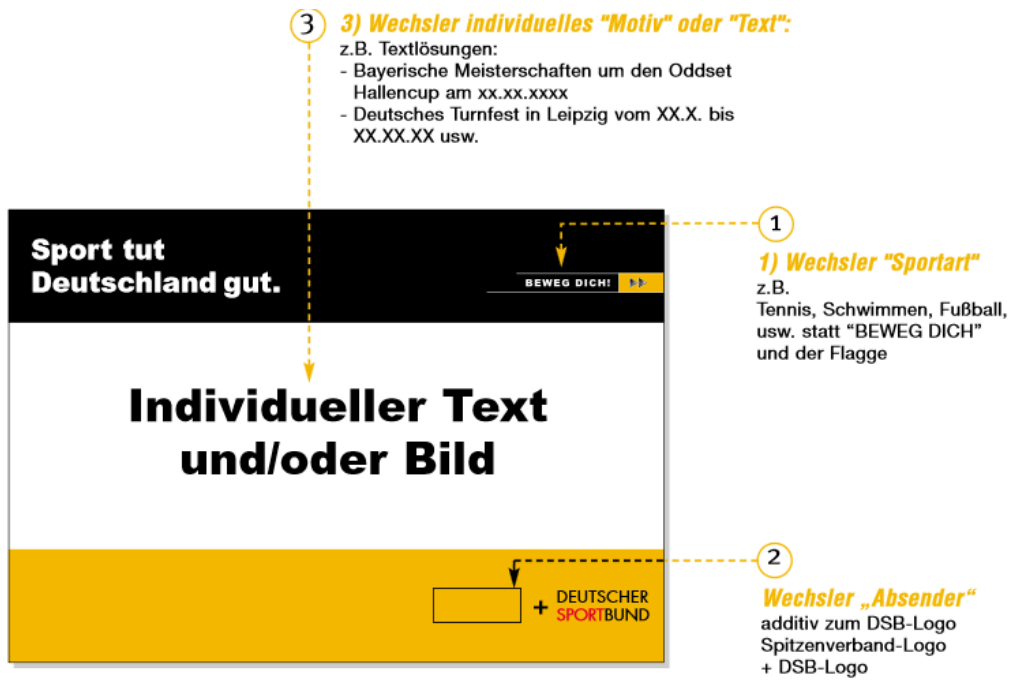 3
3) Wechsler individuelles "Motiv" oder "Text":
z.B. Textlösungen:
- Bayerische Meisterschaften um den Oddset
Hallencup am xx.xx.xxxx
- Deutsches Turnfest in Leipzig vom XX.X. bis
XX.XX.XX usw.
Sport tut
Deutschland gut.
BEWEG DICH!
1
1) Wechsler "Sportart"
z.B.
Tennis, Schwimmen, Fußball,
usw. statt “BEWEG DICH”
und der Flagge
Individueller Text
und/oder Bild
2
Wechsler „Absender“
additiv zum DSB-Logo
Spitzenverband-Logo
+ DSB-Logo
+ DEUTSCHER
SPORTBUND